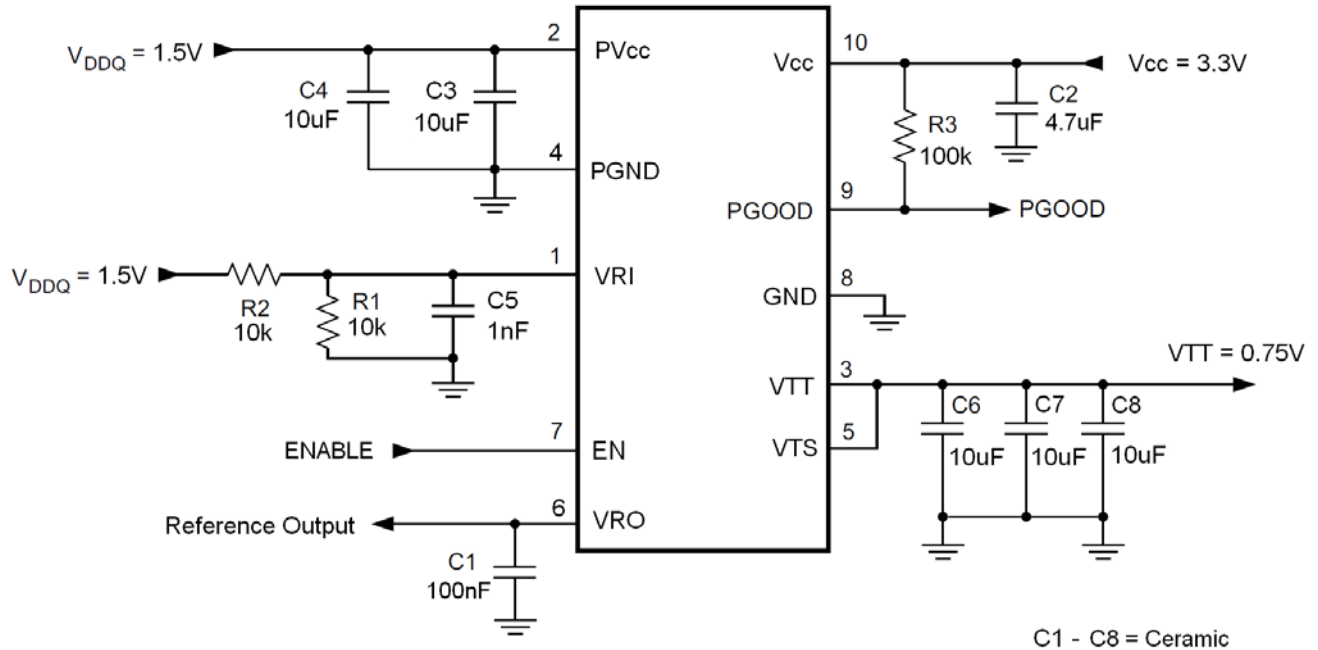 V_DDQ = 1.5V
2
PVcc
C4
10uF
C3
10uF
4
PGND
V_DDQ = 1.5V
1
VRI
R2
10k
R1
10k
C5
1nF
ENABLE
7
EN
Reference Output
6
VRO
C1
100nF
10
Vcc
Vcc = 3.3V
R3
100k
C2
4.7uF
9
PGOOD
PGOOD
8
GND
VTT = 0.75V
3
VTT
5
VTS
C6
10uF
C7
10uF
C8
10uF
C1 - C8 = Ceramic